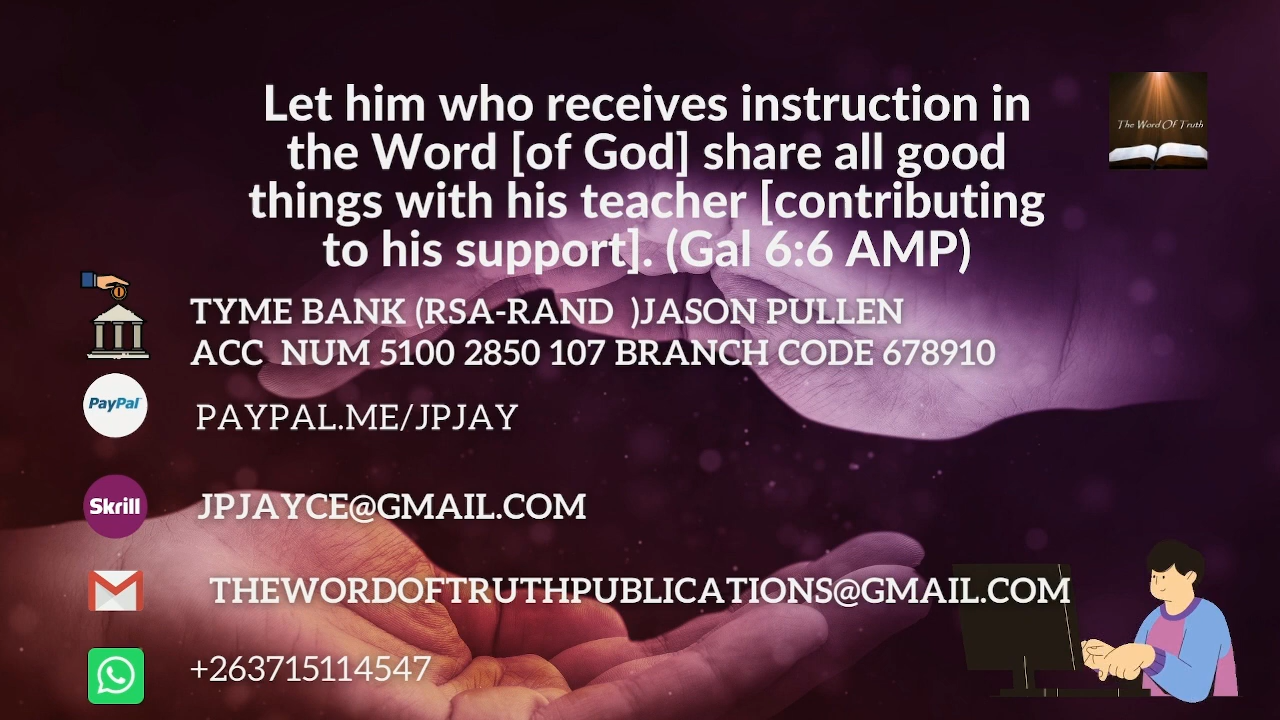 Let him who receives instruction in
the Word [of God] share all good
things with his teacher [contributing
to his support]. (Gal 6:6 AMP)
The Word Of Truth
TYME BANK (RSA-RAND )JASON PULLEN
ACC NUM 5100 2850 107 BRANCH CODE 678910
PayPal
PAYPAL.ME/JPJAY
Skrill
JPJAYCE@GMAIL.COM
THEWORDOFTRUTHPUBLICATIONS@GMAIL.COM
+263715114547